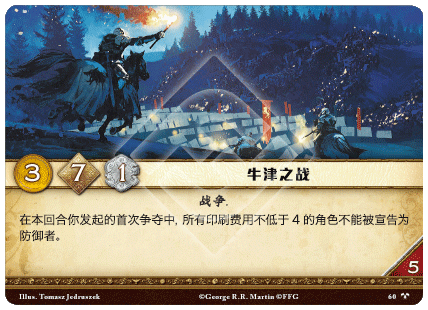 3 7 1 牛津之战
战争.
在本回合你发起的首次争夺中, 所有印刷费用不低于 4 的角色不能被宣告为
防御者。
5
Illus. Tomasz Jedruszek ©George R.R. Martin ©FFG 60